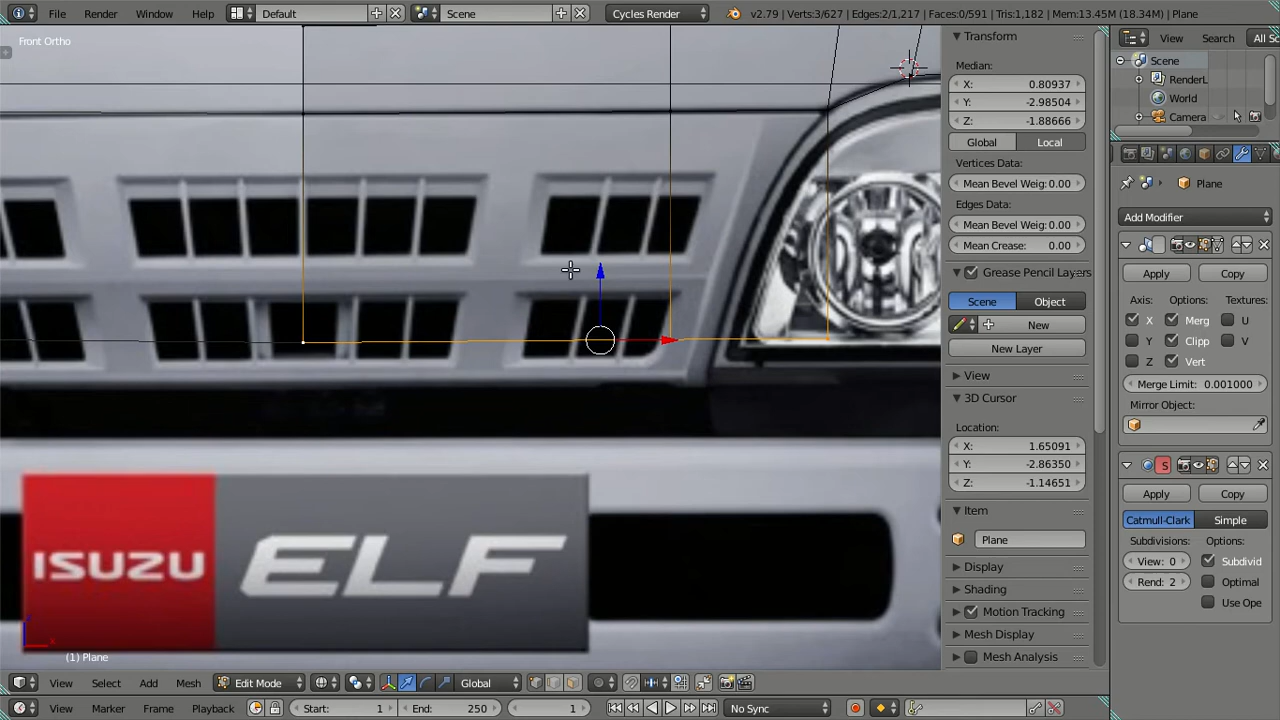 File Render Window Help Default Scene Cycles Render v2.79 | Verts:3/627 | Edges:2/1,217 | Faces:0/591 | Tris:1,182 | Mem:13.45M (18.34M) | Plane
Front Ortho
(1) Plane
ISUZU ELF
Transform
Median:
X: 0.80937
Y: -2.98504
Z: -1.88666
Global Local
Vertices Data:
Mean Bevel Weig:0.00
Edges Data:
Mean Bevel Weig:0.00
Mean Crease: 0.00
Grease Pencil Layers
Scene Object
New
New Layer
View
3D Cursor
Location:
X: 1.65091
Y: -2.86350
Z: -1.14651
Item
Plane
Display
Shading
Motion Tracking
Mesh Display
Mesh Analysis
View Search All Sc
Scene
RenderL
World
Camera
Plane
Add Modifier
Apply Copy
Axis: Options: Textures:
X Merg U
Y Clipp V
Z Vert
Merge Limit: 0.001000
Mirror Object:
S
Apply Copy
Catmull-Clark Simple
Subdivisions: Options:
View: 0 Subdivid
Rend: 2 Optimal
Use Ope
View Select Add Mesh Edit Mode Global
View Marker Frame Playback Start: 1 End: 250 1 No Sync